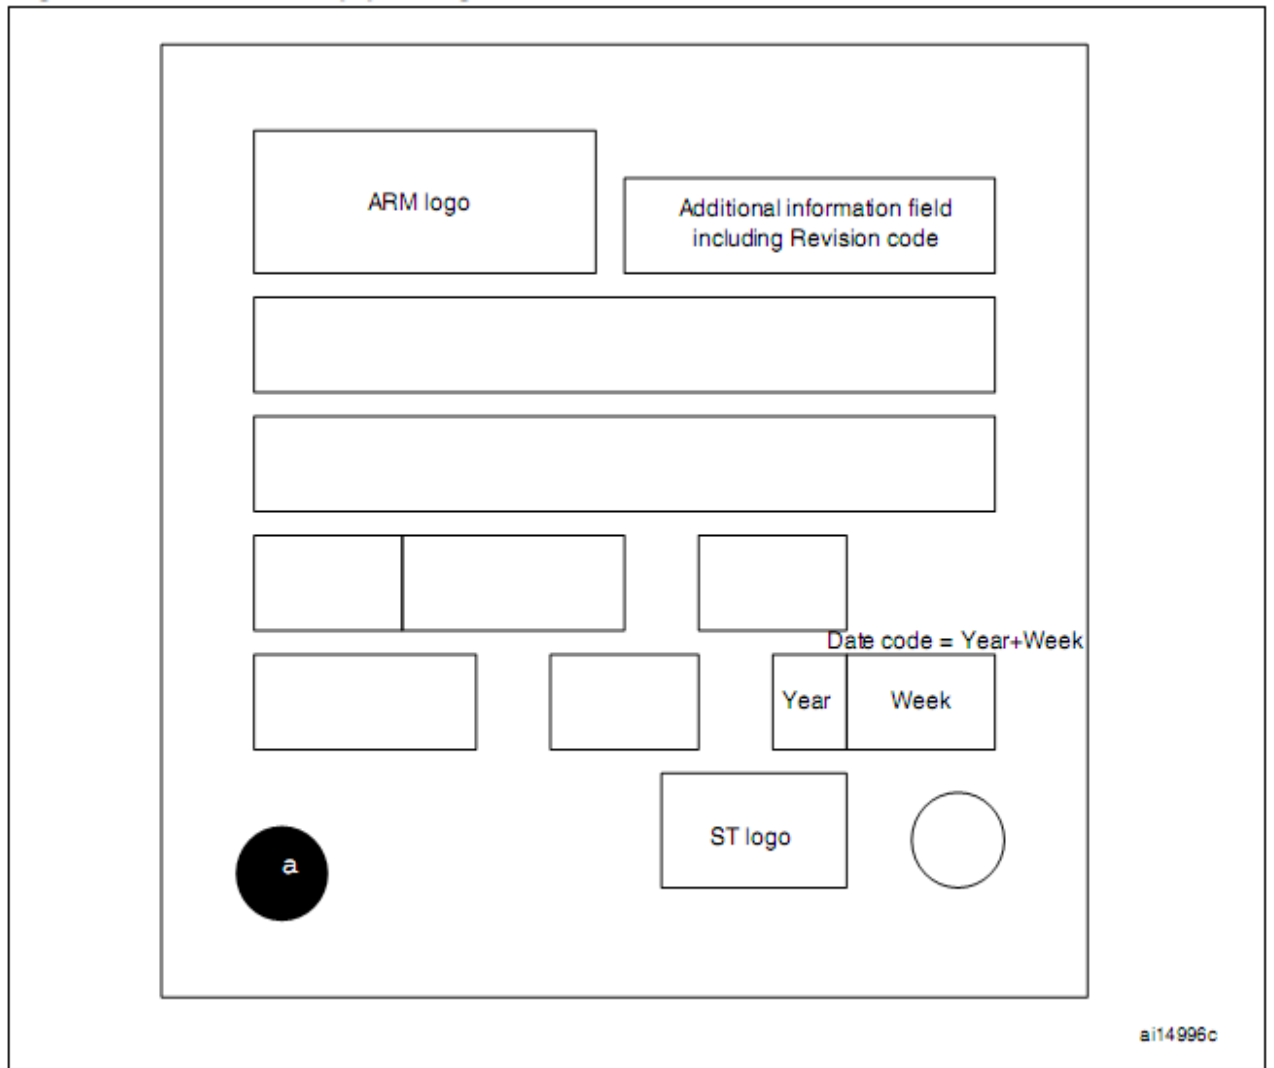 ARM logo
Additional information field
including Revision code
Date code = Year+Week
Year
Week
ST logo
a
ai14996c